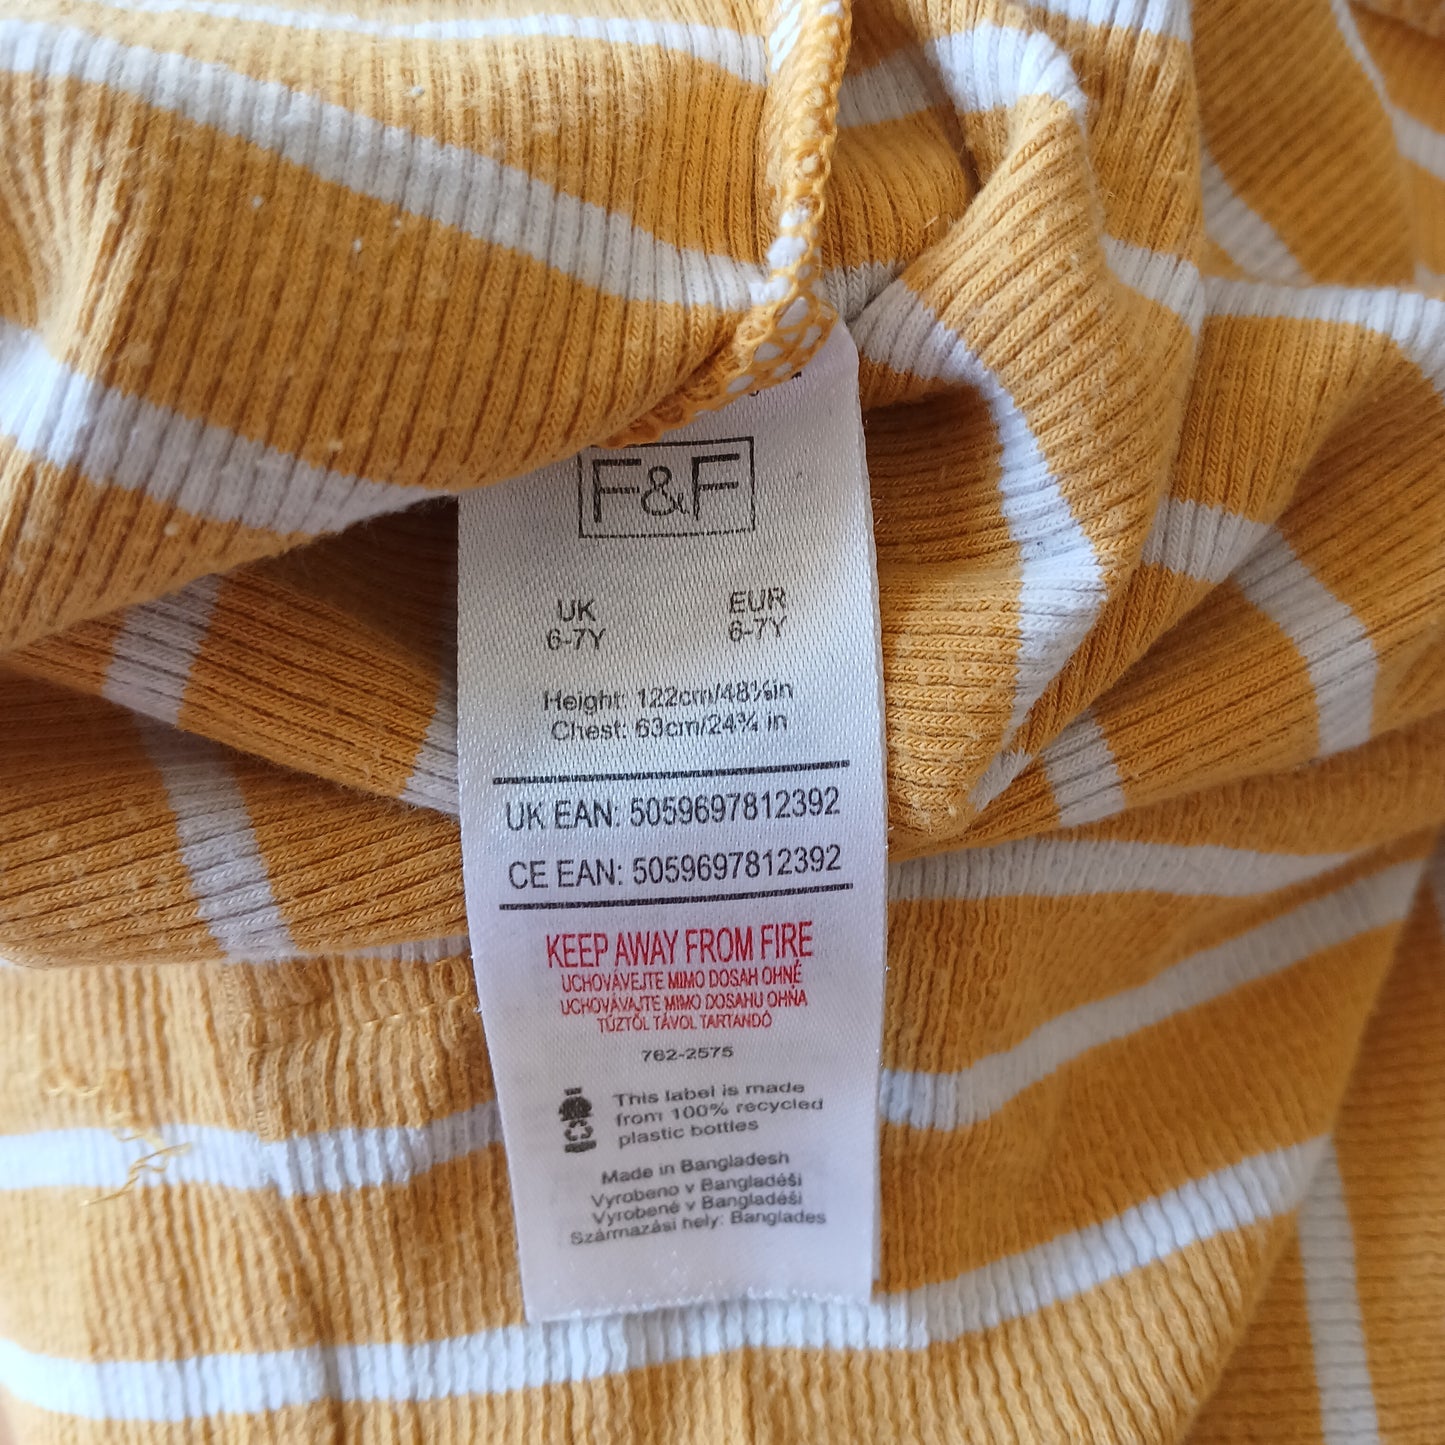 F&F
UK EUR
6-7Y 6-7Y
Height: 122cm/48⅛in
Chest: 63cm/24¾ in
UK EAN: 5059697812392
CE EAN: 5059697812392
KEEP AWAY FROM FIRE
UCHOVÁVEJTE MIMO DOSAH OHNĚ
UCHOVÁVAJTE MIMO DOSAHU OHŇA
TŰZTŐL TÁVOL TARTANDÓ
762-2575
This label is made
from 100% recycled
plastic bottles
Made in Bangladesh
Vyrobeno v Bangladéši
Vyrobené v Bangladéši
Származási hely: Banglades